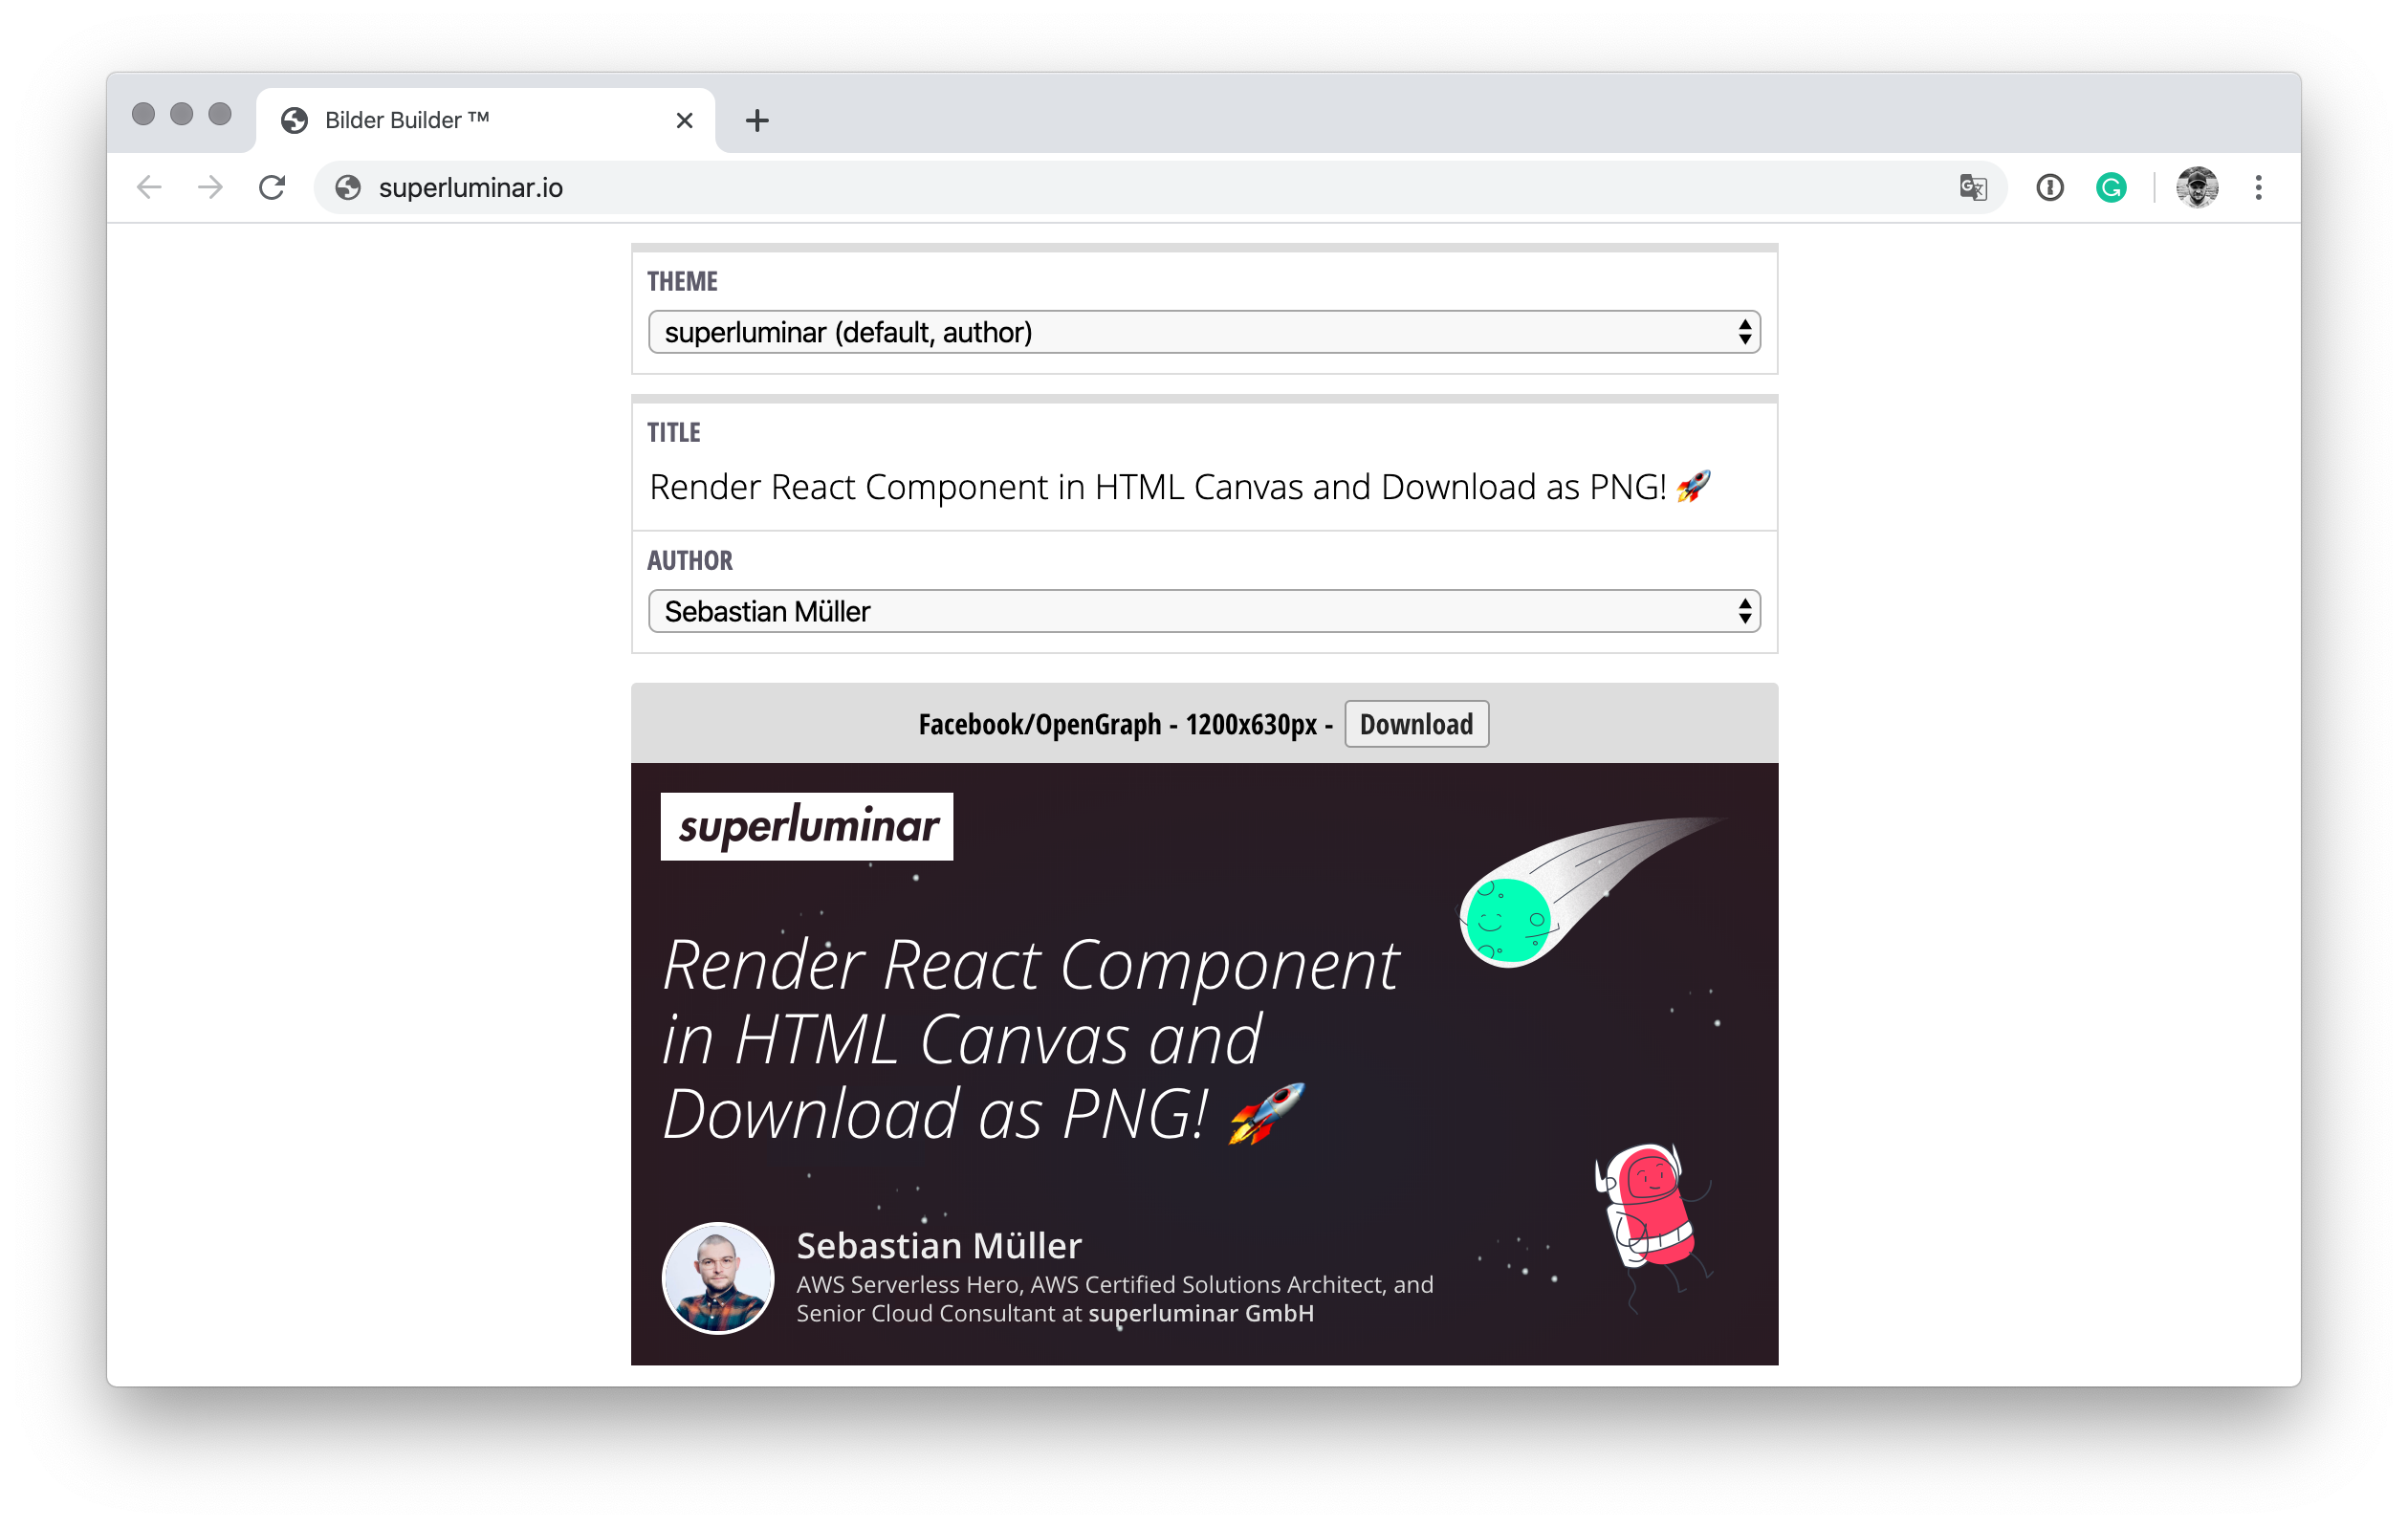 Bilder Builder ™
superluminar.io
THEME
superluminar (default, author)
TITLE
Render React Component in HTML Canvas and Download as PNG! 🚀
AUTHOR
Sebastian Müller
Facebook/OpenGraph - 1200x630px - Download
superluminar
Render React Component
in HTML Canvas and
Download as PNG! 🚀
Sebastian Müller
AWS Serverless Hero, AWS Certified Solutions Architect, and
Senior Cloud Consultant at superluminar GmbH